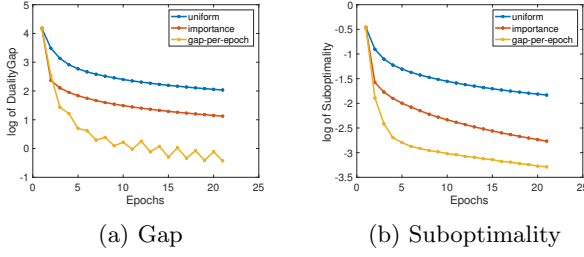 5
4
3
2
1
0
-1
0 5 10 15 20 25
Epochs
log of DualityGap
uniform
importance
gap-per-epoch
(a) Gap
0
-0.5
-1
-1.5
-2
-2.5
-3
-3.5
0 5 10 15 20 25
Epochs
log of Suboptimality
uniform
importance
gap-per-epoch
(b) Suboptimality